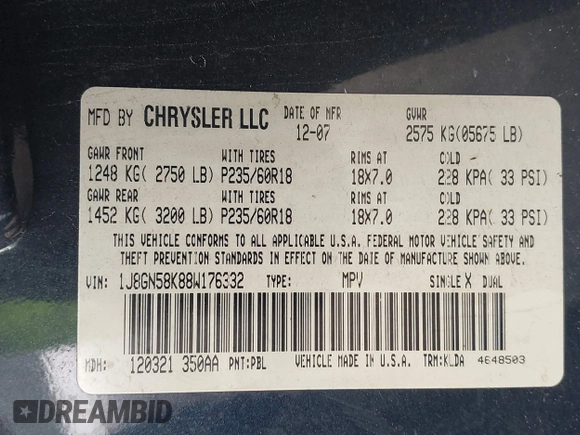 MFD BY CHRYSLER LLC DATE OF MFR GVWR
12-07 2575 KG(05675 LB)
GAWR FRONT WITH TIRES RIMS AT COLD
1248 KG( 2750 LB) P235/60R18 18X7.0 228 KPA( 33 PSI)
GAWR REAR WITH TIRES RIMS AT COLD
1452 KG( 3200 LB) P235/60R18 18X7.0 228 KPA( 33 PSI)
THIS VEHICLE CONFORMS TO ALL APPLICABLE U.S.A. FEDERAL MOTOR VEHICLE SAFETY AND
THEFT PREVENTION STANDARDS IN EFFECT ON THE DATE OF MANUFACTURE SHOWN ABOVE.
VIN: 1J8GN58K88W176332 TYPE: MPV SINGLE X DUAL
MDH: 120321 350AA PNT:PBL VEHICLE MADE IN U.S.A. TRM:KLDA 4648503
DREAMBID